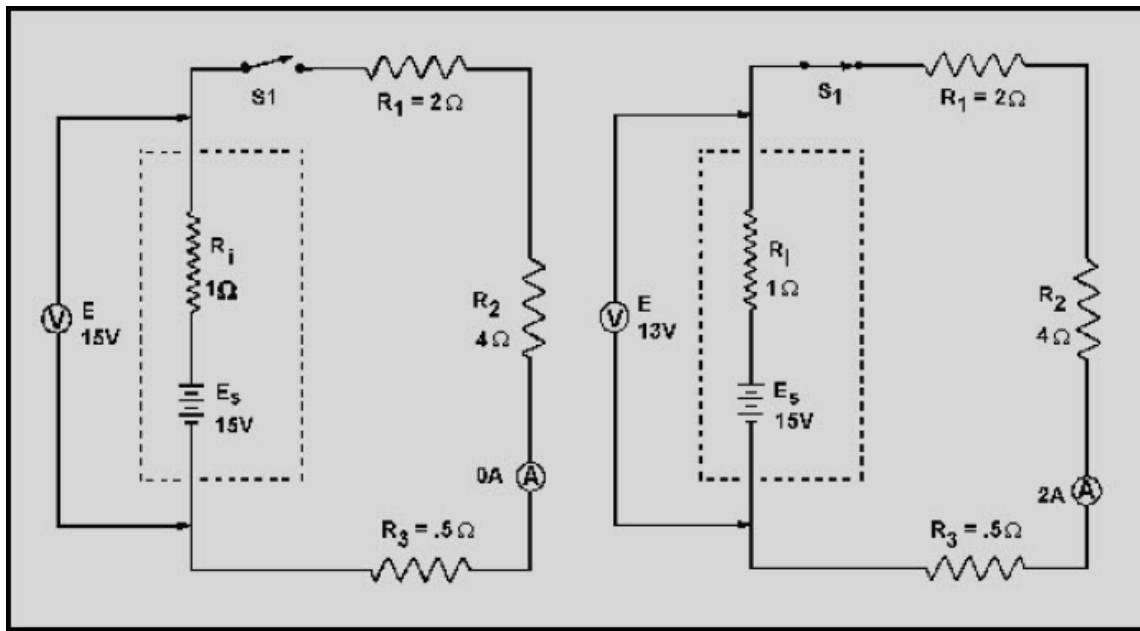 S1
R1 = 2Ω
Ri
1Ω
E
15V
R2
4Ω
Es
15V
0A
R3 = .5Ω
V
A
S1
R1 = 2Ω
Ri
1Ω
E
13V
R2
4Ω
Es
15V
2A
R3 = .5Ω
V
A